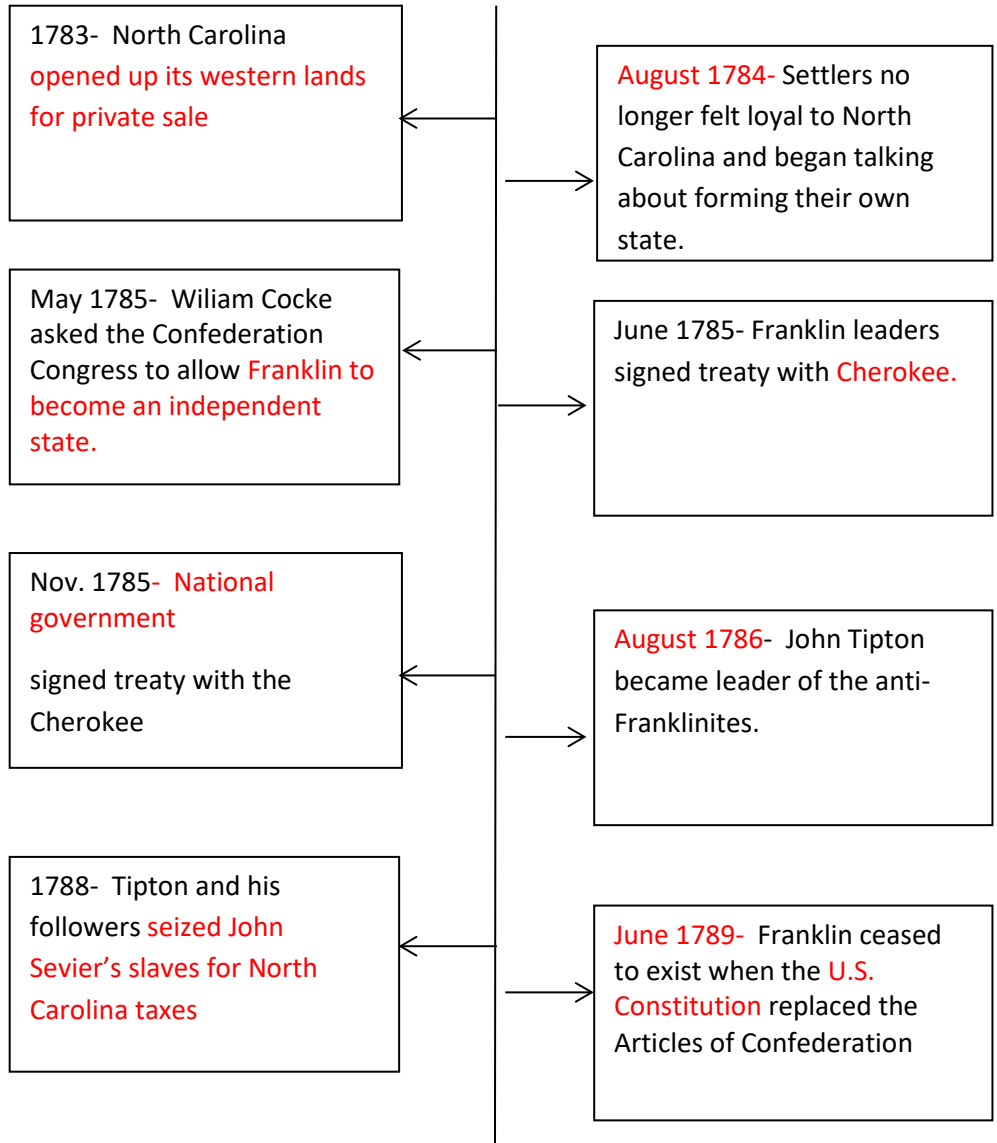 1783- North Carolina
opened up its western lands
for private sale
August 1784- Settlers no
longer felt loyal to North
Carolina and began talking
about forming their own
state.
May 1785- Wiliam Cocke
asked the Confederation
Congress to allow Franklin to
become an independent
state.
June 1785- Franklin leaders
signed treaty with Cherokee.
Nov. 1785- National
government
signed treaty with the
Cherokee
August 1786- John Tipton
became leader of the anti-
Franklinites.
1788- Tipton and his
followers seized John
Sevier’s slaves for North
Carolina taxes
June 1789- Franklin ceased
to exist when the U.S.
Constitution replaced the
Articles of Confederation